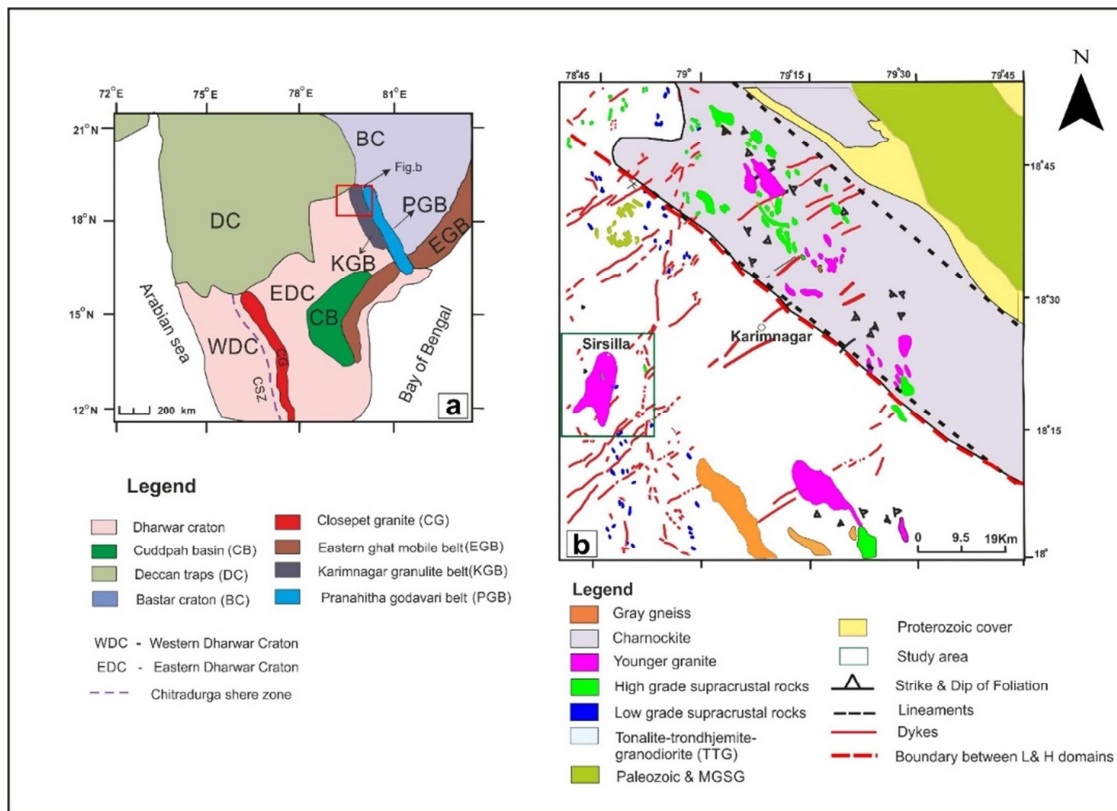 72°E
75°E
78°E
81°E
21°N
18°N
15°N
12°N
BC
Fig.b
DC
PGB
EGB
KGB
EDC
CB
WDC
CG
CSZ
Arabian sea
Bay of Bengal
200 km
a
Legend
Dharwar craton
Cuddpah basin (CB)
Deccan traps (DC)
Bastar craton (BC)
Closepet granite (CG)
Eastern ghat mobile belt(EGB)
Karimnagar granulite belt(KGB)
Pranahitha godavari belt (PGB)
WDC - Western Dharwar Craton
EDC - Eastern Dharwar Craton
Chitradurga shere zone
N
78°45
79°
79°15
79°30
79°45
18°45
18°30
18°15
18°
Karimnagar
Sirsilla
b
0 9.5 19Km
Legend
Gray gneiss
Charnockite
Younger granite
High grade supracrustal rocks
Low grade supracrustal rocks
Tonalite-trondhjemite-
granodiorite (TTG)
Paleozoic & MGSG
Proterozoic cover
Study area
Strike & Dip of Foliation
Lineaments
Dykes
Boundary between L& H domains